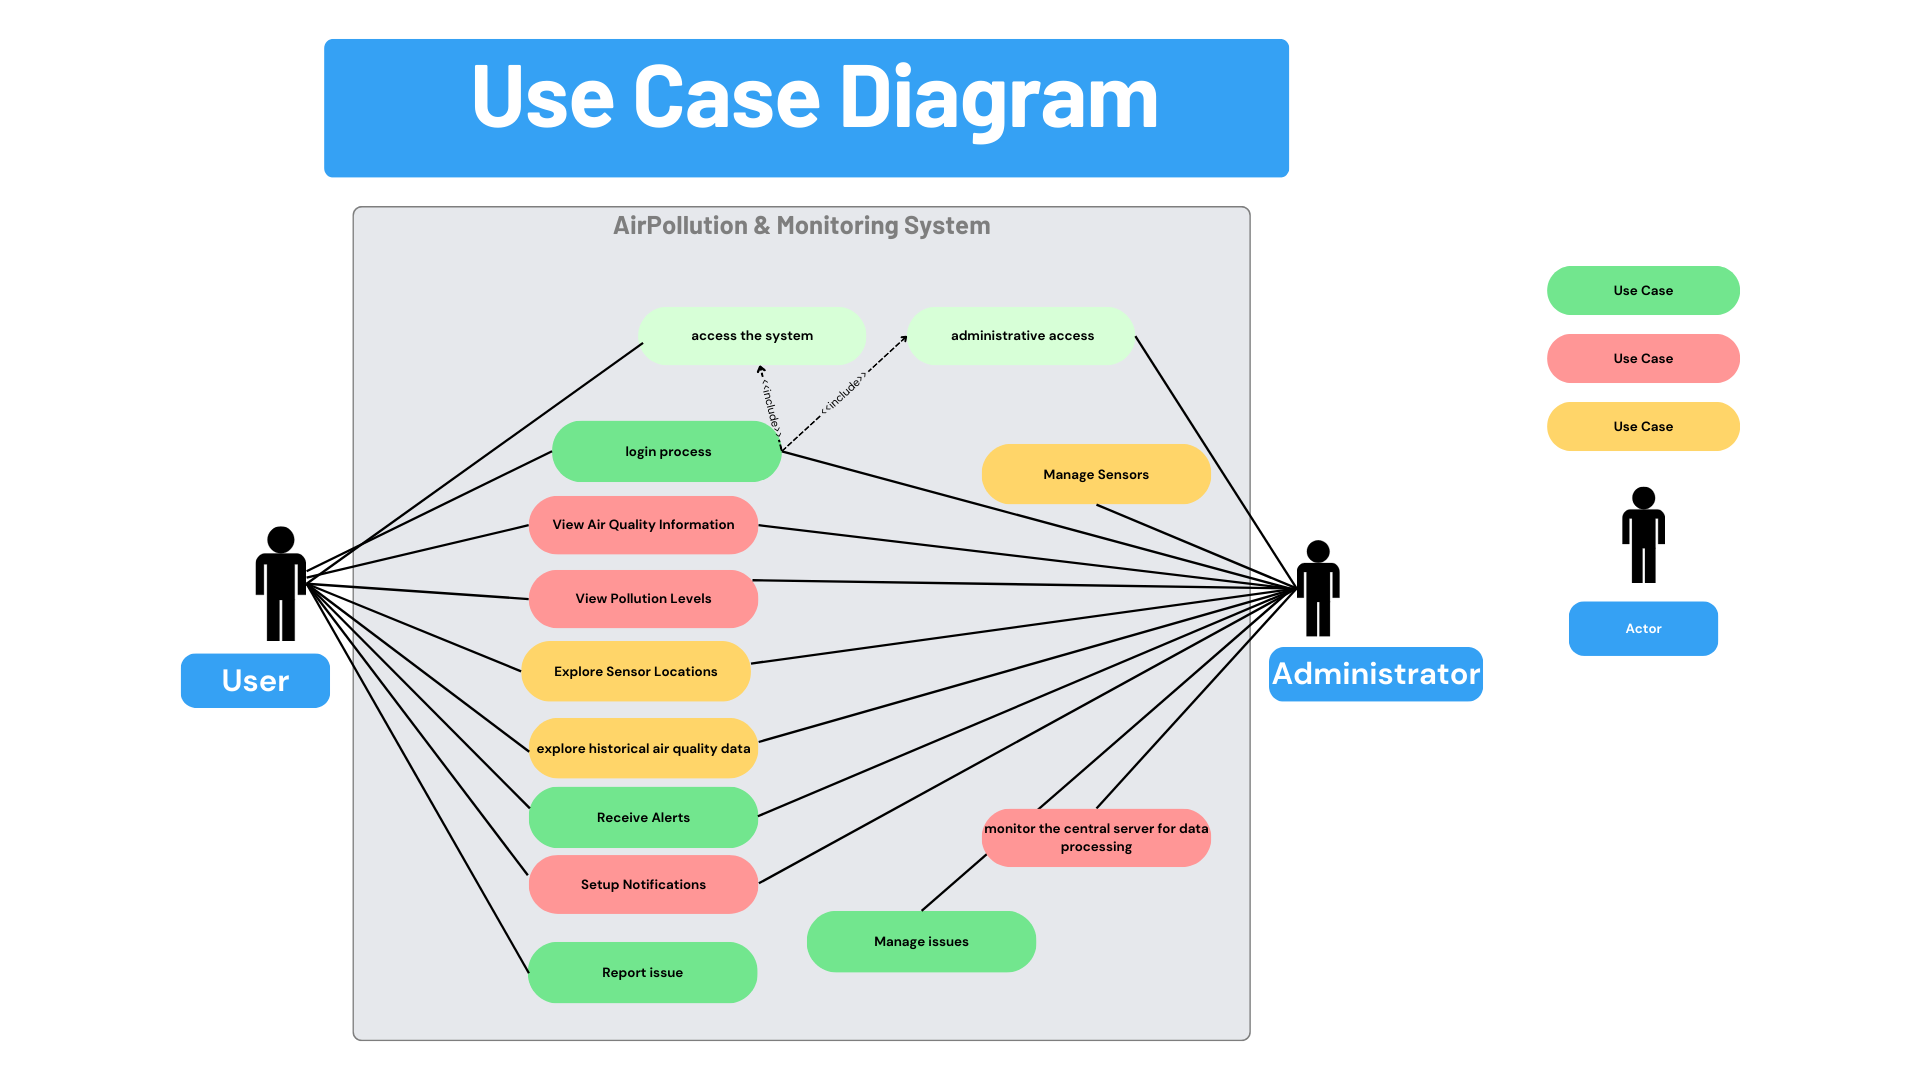 Use Case Diagram
AirPollution & Monitoring System
access the system
administrative access
<<include>>
<<include>>
login process
Manage Sensors
View Air Quality Information
View Pollution Levels
Explore Sensor Locations
explore historical air quality data
Receive Alerts
monitor the central server for data
processing
Setup Notifications
Manage issues
Report issue
User
Administrator
Use Case
Use Case
Use Case
Actor